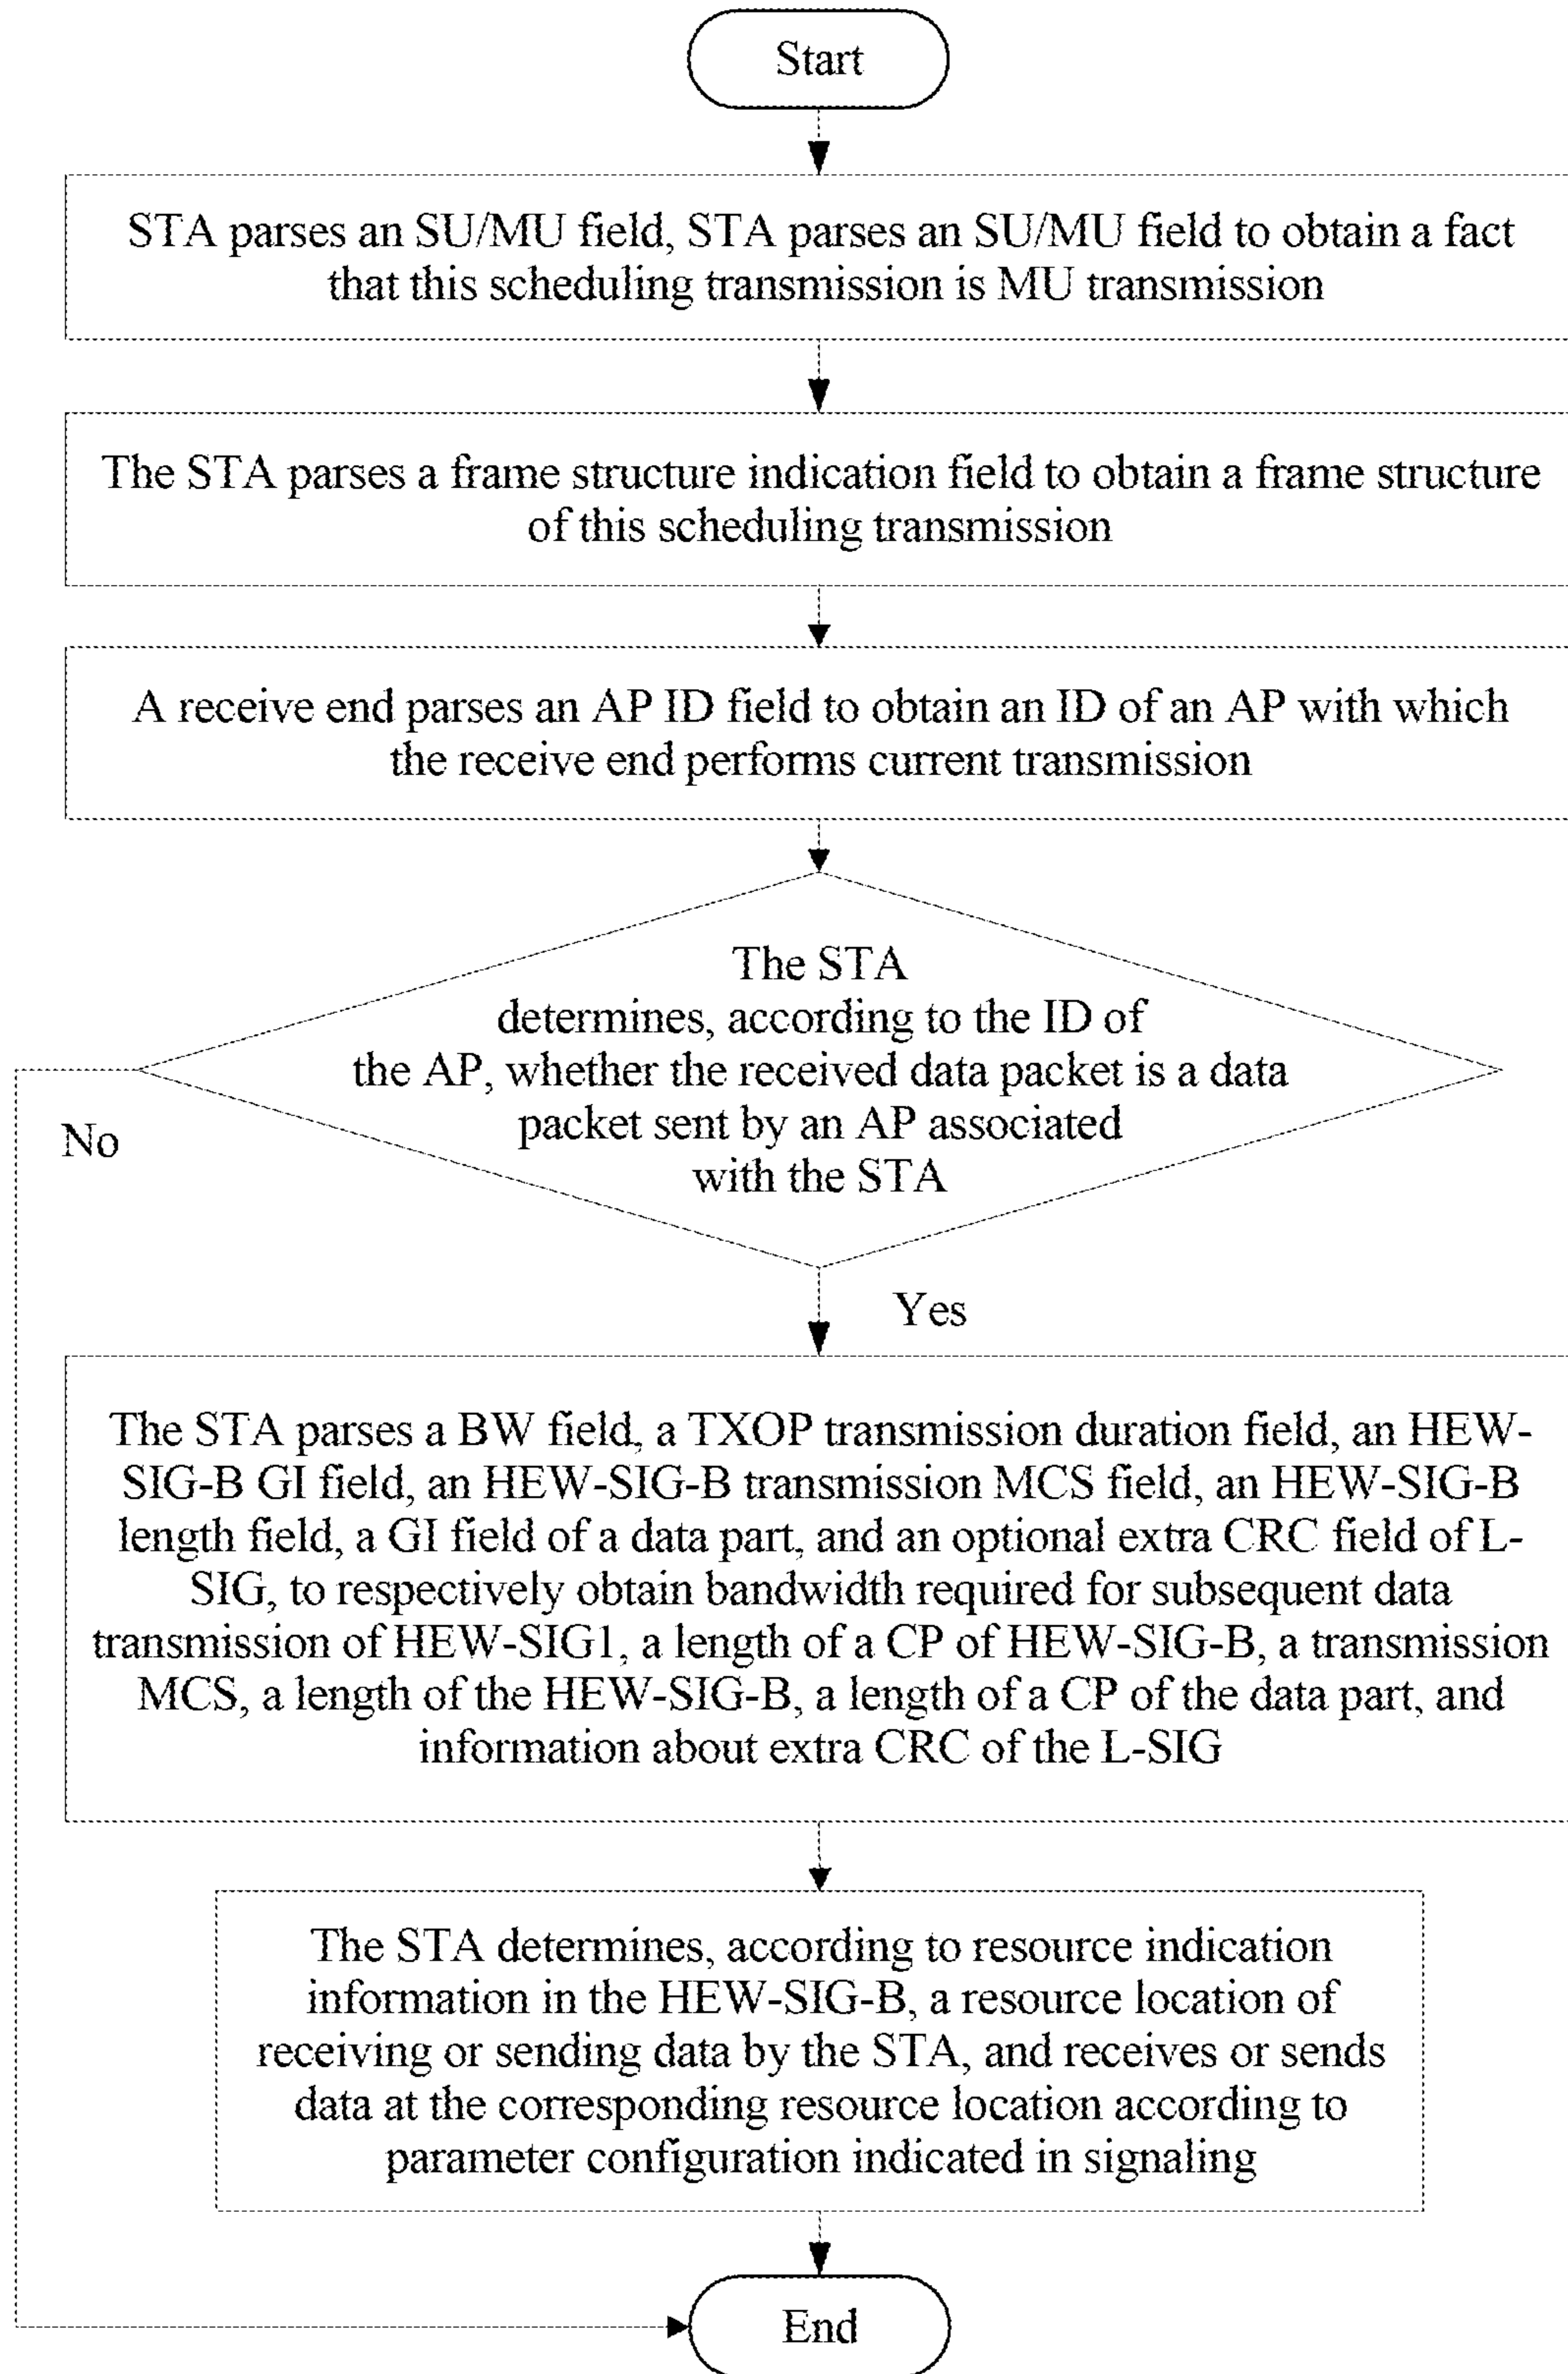 Start
STA parses an SU/MU field, STA parses an SU/MU field to obtain a fact
that this scheduling transmission is MU transmission
The STA parses a frame structure indication field to obtain a frame structure
of this scheduling transmission
A receive end parses an AP ID field to obtain an ID of an AP with which
the receive end performs current transmission
The STA
determines, according to the ID of
the AP, whether the received data packet is a data
packet sent by an AP associated
with the STA
No
Yes
The STA parses a BW field, a TXOP transmission duration field, an HEW-
SIG-B GI field, an HEW-SIG-B transmission MCS field, an HEW-SIG-B
length field, a GI field of a data part, and an optional extra CRC field of L-
SIG, to respectively obtain bandwidth required for subsequent data
transmission of HEW-SIG1, a length of a CP of HEW-SIG-B, a transmission
MCS, a length of the HEW-SIG-B, a length of a CP of the data part, and
information about extra CRC of the L-SIG
The STA determines, according to resource indication
information in the HEW-SIG-B, a resource location of
receiving or sending data by the STA, and receives or sends
data at the corresponding resource location according to
parameter configuration indicated in signaling
End